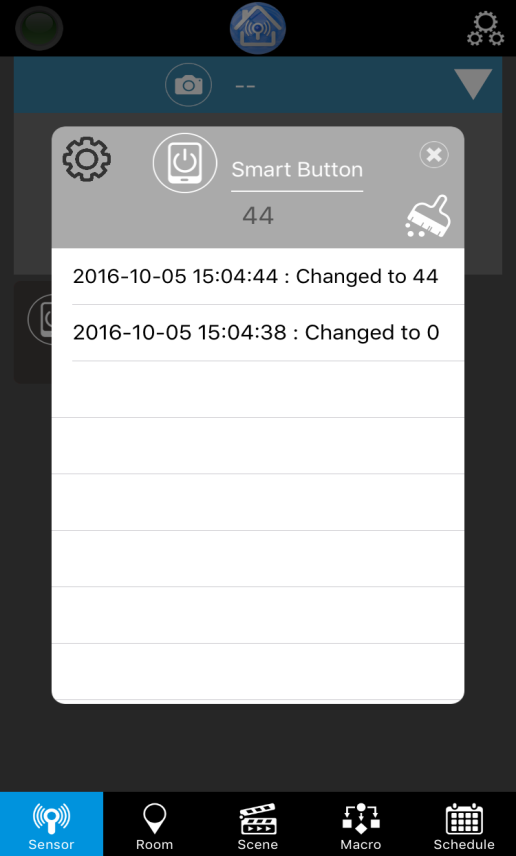 --
Smart Button
44
2016-10-05 15:04:44 : Changed to 44
2016-10-05 15:04:38 : Changed to 0
Sensor
Room
Scene
Macro
Schedule